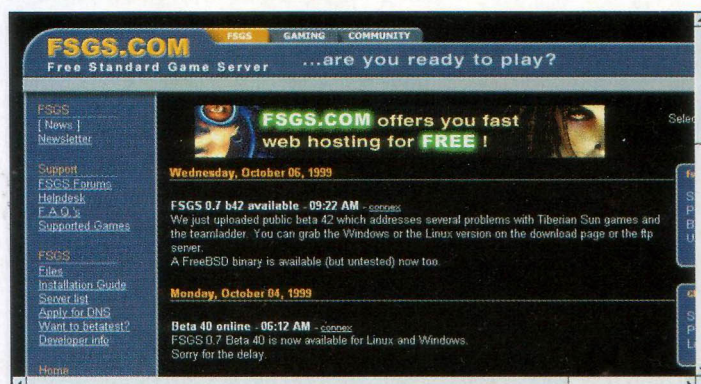 FSGS.COM
Free Standard Game Server
FSGS GAMING COMMUNITY
...are you ready to play?
FSGS
[ News ]
Newsletter
Support
FSGS Forums
Helpdesk
F.A.Q.'s
Supported Games
FSGS
Files
Installation Guide
Server list
Apply for DNS
Want to betatest?
Developer info
Home
FSGS.COM offers you fast
web hosting for FREE !
Selec
Wednesday, October 06, 1999
FSGS 0.7 b42 available - 09:22 AM - connex
We just uploaded public beta 42 which addresses several problems with Tiberian Sun games and
the teamladder. You can grab the Windows or the Linux version on the download page or the ftp
server.
A FreeBSD binary is available (but untested) now too.
Monday, October 04, 1999
Beta 40 online - 06:12 AM - connex
FSGS 0.7 Beta 40 is now available for Linux and Windows.
Sorry for the delay.